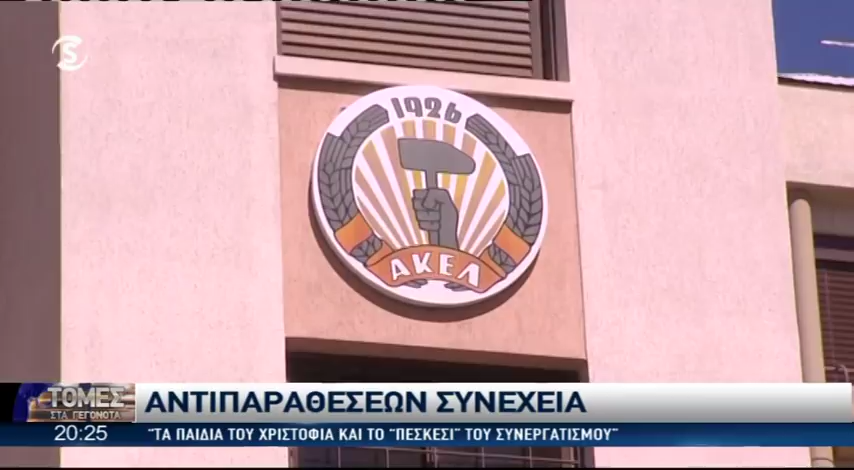 S
1926
ΑΚΕΛ
ΤΟΜΕΣ
ΣΤΑ ΓΕΓΟΝΟΤΑ
ΑΝΤΙΠΑΡΑΘΕΣΕΩΝ ΣΥΝΕΧΕΙΑ
20:25
"ΤΑ ΠΑΙΔΙΑ ΤΟΥ ΧΡΙΣΤΟΦΙΑ ΚΑΙ ΤΟ "ΠΕΣΚΕΣΙ" ΤΟΥ ΣΥΝΕΡΓΑΤΙΣΜΟΥ"